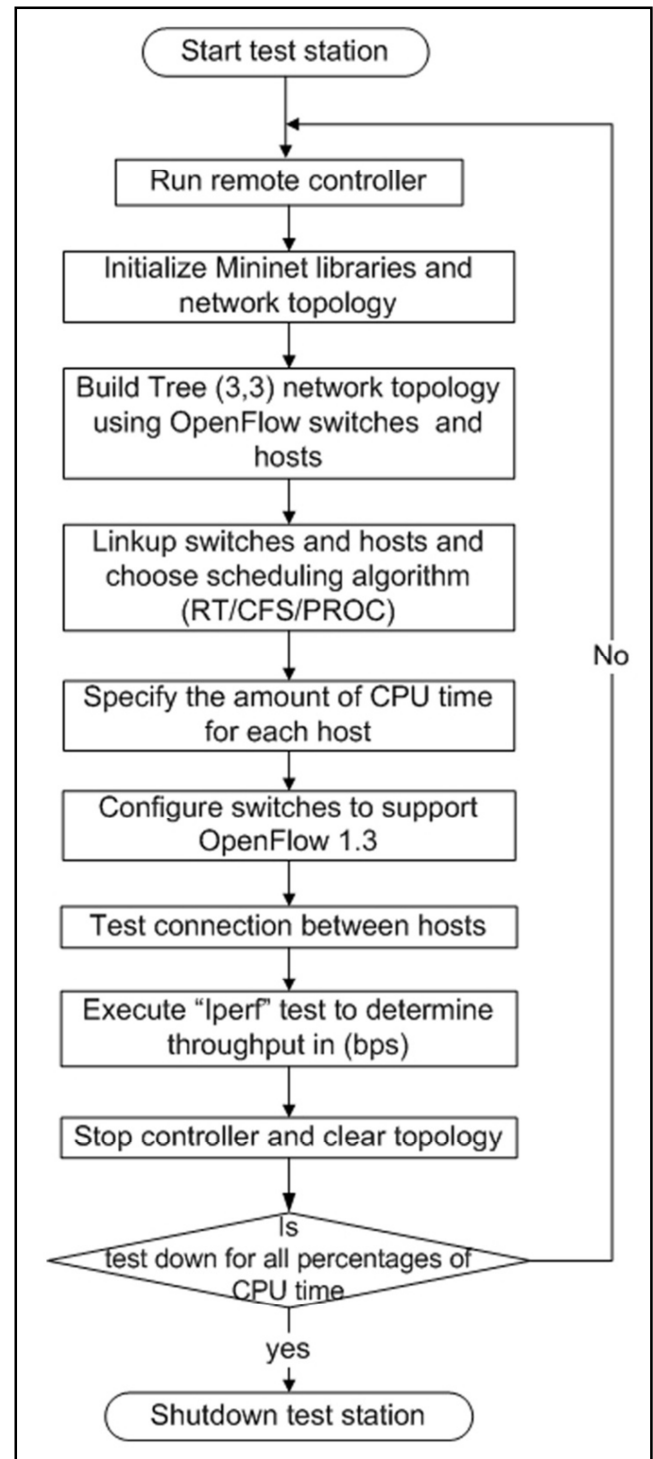 Start test station
Run remote controller
Initialize Mininet libraries and
network topology
Build Tree (3,3) network topology
using OpenFlow switches and
hosts
Linkup switches and hosts and
choose scheduling algorithm
(RT/CFS/PROC)
No
Specify the amount of CPU time
for each host
Configure switches to support
OpenFlow 1.3
Test connection between hosts
Execute “Iperf” test to determine
throughput in (bps)
Stop controller and clear topology
Is
test down for all percentages of
CPU time
yes
Shutdown test station